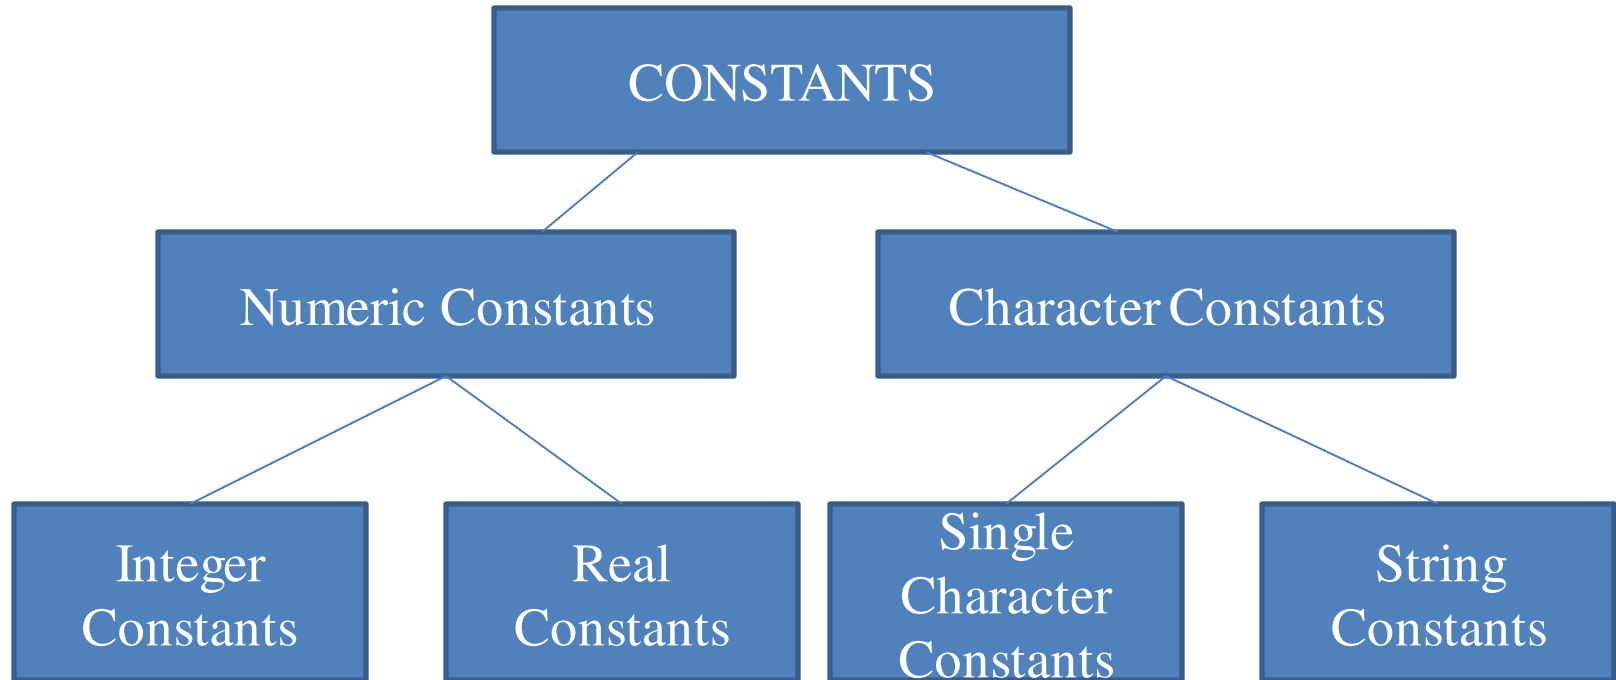 CONSTANTS
Numeric Constants
Character Constants
Integer
Constants
Real
Constants
Single
Character
Constants
String
Constants